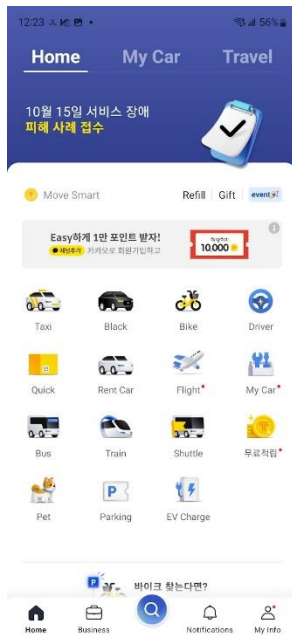 12:23
56%
Home My Car Travel
10월 15일 서비스 장애
피해 사례 접수
Move Smart Refill Gift event
Easy하게 1만 포인트 받자!
카카오로 회원가입하고
10,000
Taxi Black Bike Driver
Quick Rent Car Flight My Car
Bus Train Shuttle 무료적립
Pet Parking EV Charge
바이크 찾는다면?
Home Business Notifications My Info